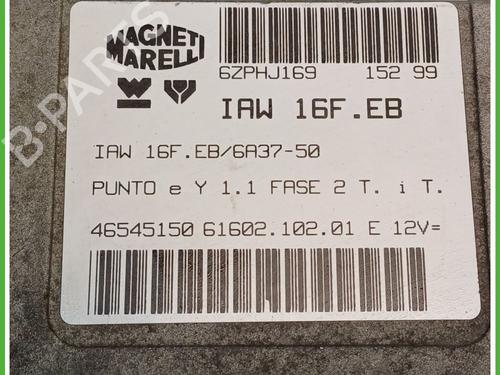 MAGNETI
MARELLI
6ZPHJ169 152 99
IAW 16F.EB
IAW 16F.EB/6A37-50
PUNTO e Y 1.1 FASE 2 T. i T.
46545150 61602.102.01 E 12V=
B-PARTS